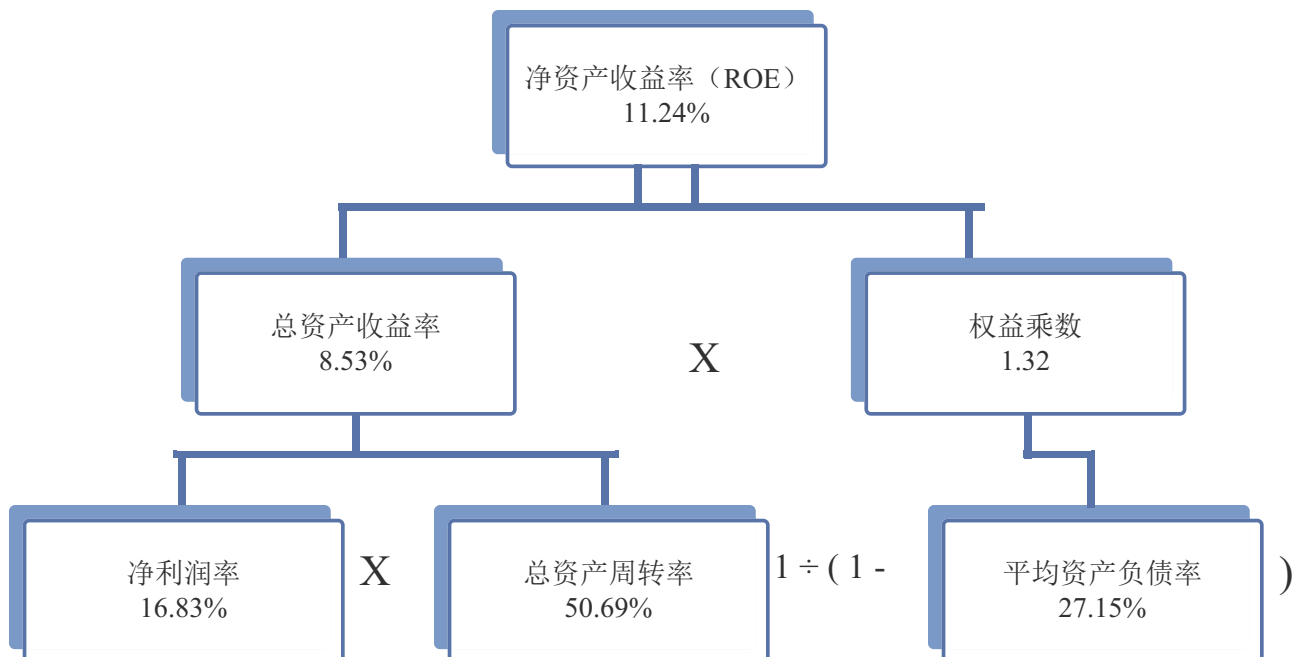 净资产收益率（ROE）
11.24%
总资产收益率
8.53%
X
权益乘数
1.32
净利润率
16.83%
X
总资产周转率
50.69%
1 ÷ ( 1 -
平均资产负债率
27.15%
)